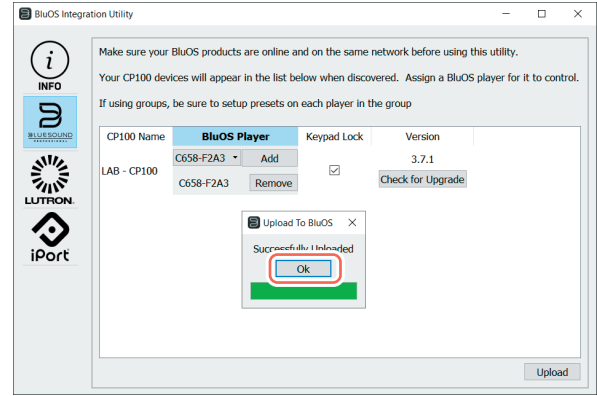 BluOS Integration Utility
INFO
BLUESOUND
PROFESSIONAL
LUTRON.
iPort
Make sure your BluOS products are online and on the same network before using this utility.
Your CP100 devices will appear in the list below when discovered. Assign a BluOS player for it to control.
If using groups, be sure to setup presets on each player in the group
CP100 Name BluOS Player Keypad Lock Version
LAB - CP100
C658-F2A3 Add
C658-F2A3 Remove
3.7.1
Check for Upgrade
Upload To BluOS
Successfully Uploaded
Ok
Upload